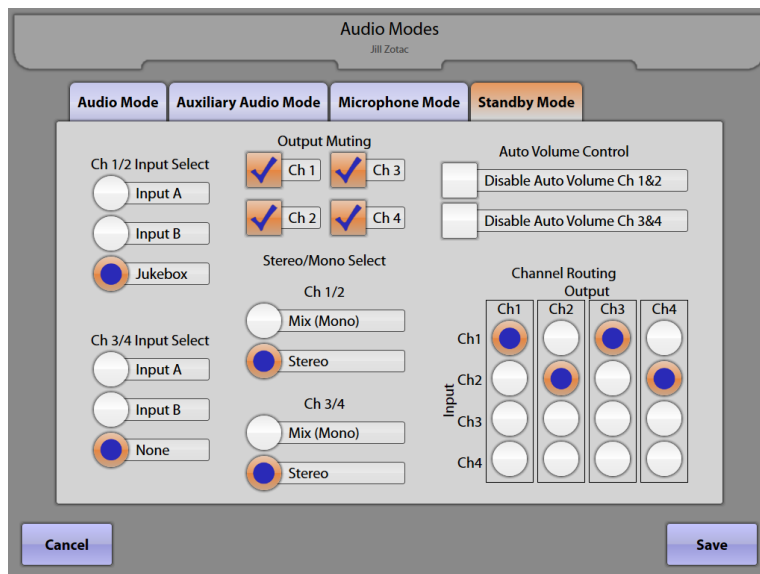 Audio Modes
Jill Zotac
Audio Mode
Auxiliary Audio Mode
Microphone Mode
Standby Mode
Ch 1/2 Input Select
Input A
Input B
Jukebox
Ch 3/4 Input Select
Input A
Input B
None
Output Muting
Ch 1
Ch 3
Ch 2
Ch 4
Stereo/Mono Select
Ch 1/2
Mix (Mono)
Stereo
Ch 3/4
Mix (Mono)
Stereo
Auto Volume Control
Disable Auto Volume Ch 1&2
Disable Auto Volume Ch 3&4
Channel Routing
Output
Ch1 Ch2 Ch3 Ch4
Input
Ch1
Ch2
Ch3
Ch4
Cancel
Save